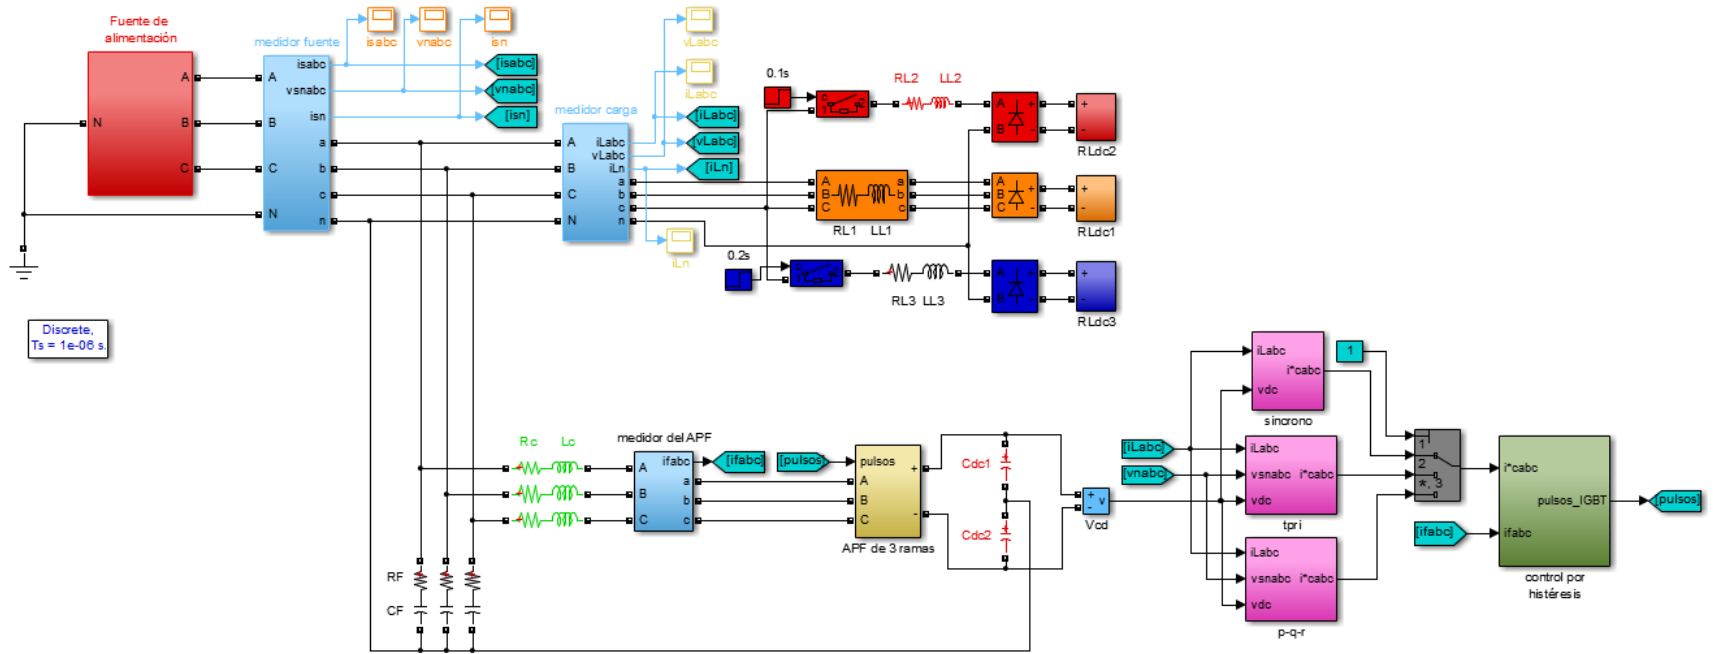 Fuente de
alimentación
A
B
C
N
medidor fuente
A
B
C
N
isabc
vsnabc
isn
a
b
c
n
isabc
vnabc
isn
[isabc]
[vnabc]
[isn]
medidor carga
A
B
C
N
iLabc
vLabc
iLn
a
b
c
n
vLabc
iLabc
[iLabc]
[vLabc]
[iLn]
iLn
0.1s
c
1
2
RL2 LL2
A
B
+
-
+
-
RLdc2
A
B
C
a
b
c
RL1 LL1
A
B
C
+
-
+
-
RLdc1
0.2s
c
1
2
RL3 LL3
A
B
+
-
+
-
RLdc3
Discrete,
Ts = 1e-06 s.
Rc Lc
medidor del APF
A
B
C
ifabc
a
b
c
[ifabc]
[pulsos]
pulsos
A
B
C
+
-
APF de 3 ramas
Cdc1
Cdc2
+
-
v
Vcd
RF
CF
[iLabc]
[vnabc]
iLabc
vdc
i*cabc
sincrono
1
iLabc
vsnabc
vdc
i*cabc
tpri
iLabc
vsnabc
vdc
i*cabc
p-q-r
1
2
*, 3
[ifabc]
i*cabc
ifabc
pulsos_IGBT
control por
histéresis
[pulsos]